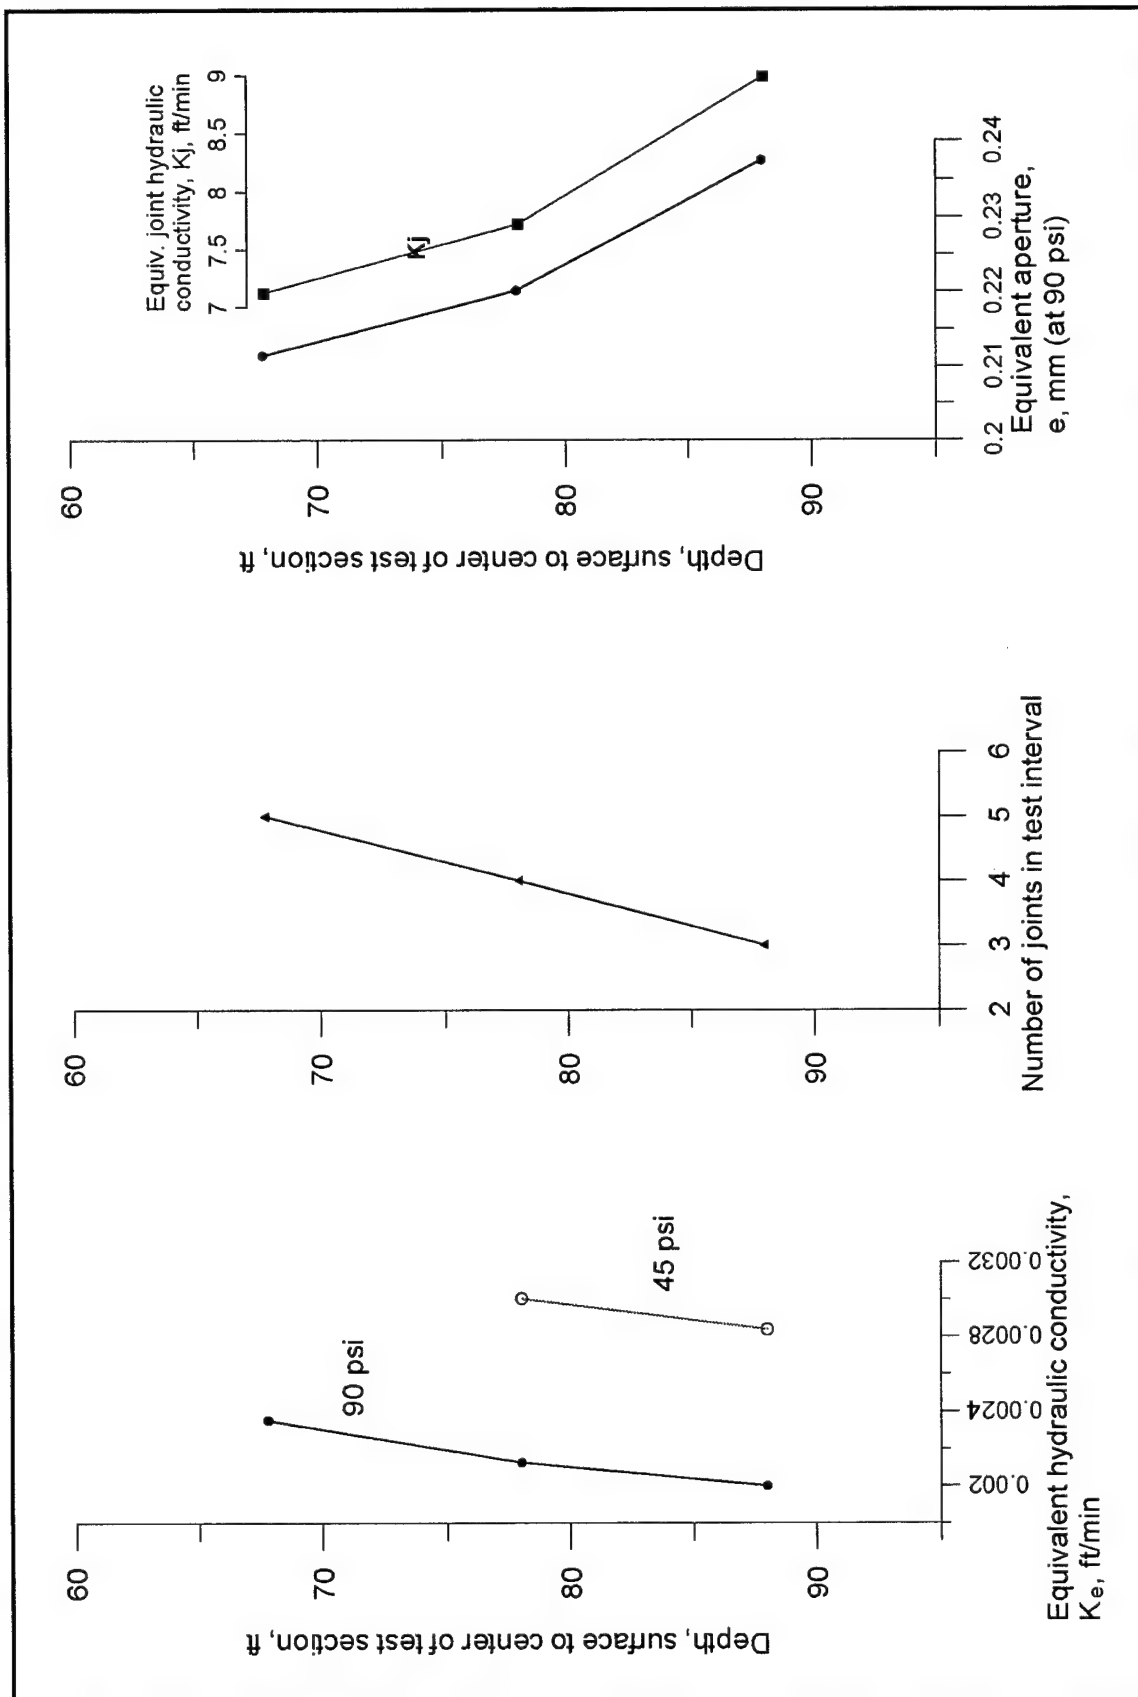 Depth, surface to center of test section, ft
60
70
80
90
90 psi
45 psi
0.002
0.0024
0.0028
0.0032
Equivalent hydraulic conductivity,
Ke, ft/min
60
70
80
90
2
3
4
5
6
Number of joints in test interval
Depth, surface to center of test section, ft
60
70
80
90
Equiv. joint hydraulic
conductivity, Kj, ft/min
7
7.5
8
8.5
9
Kj
0.2
0.21
0.22
0.23
0.24
Equivalent aperture,
e, mm (at 90 psi)